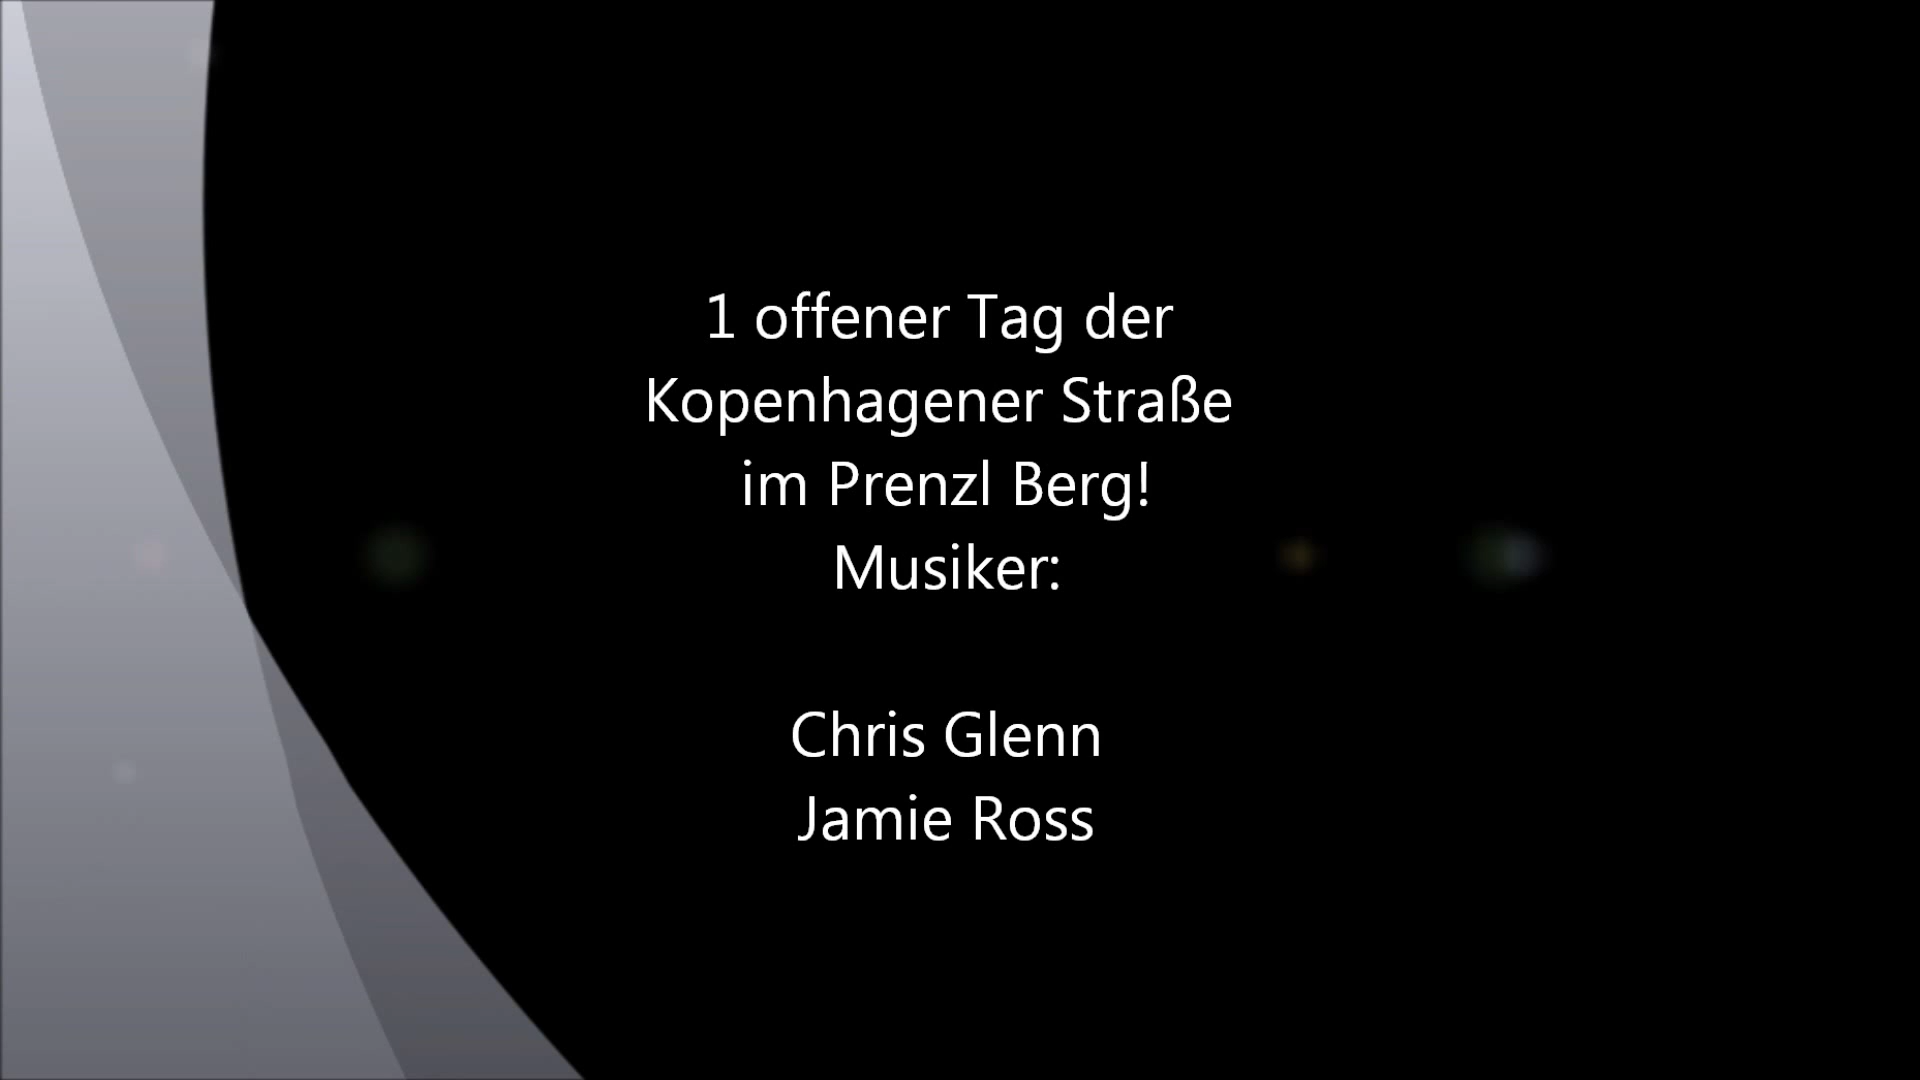 1 offener Tag der
Kopenhagener Straße
im Prenzl Berg!
Musiker:
Chris Glenn
Jamie Ross